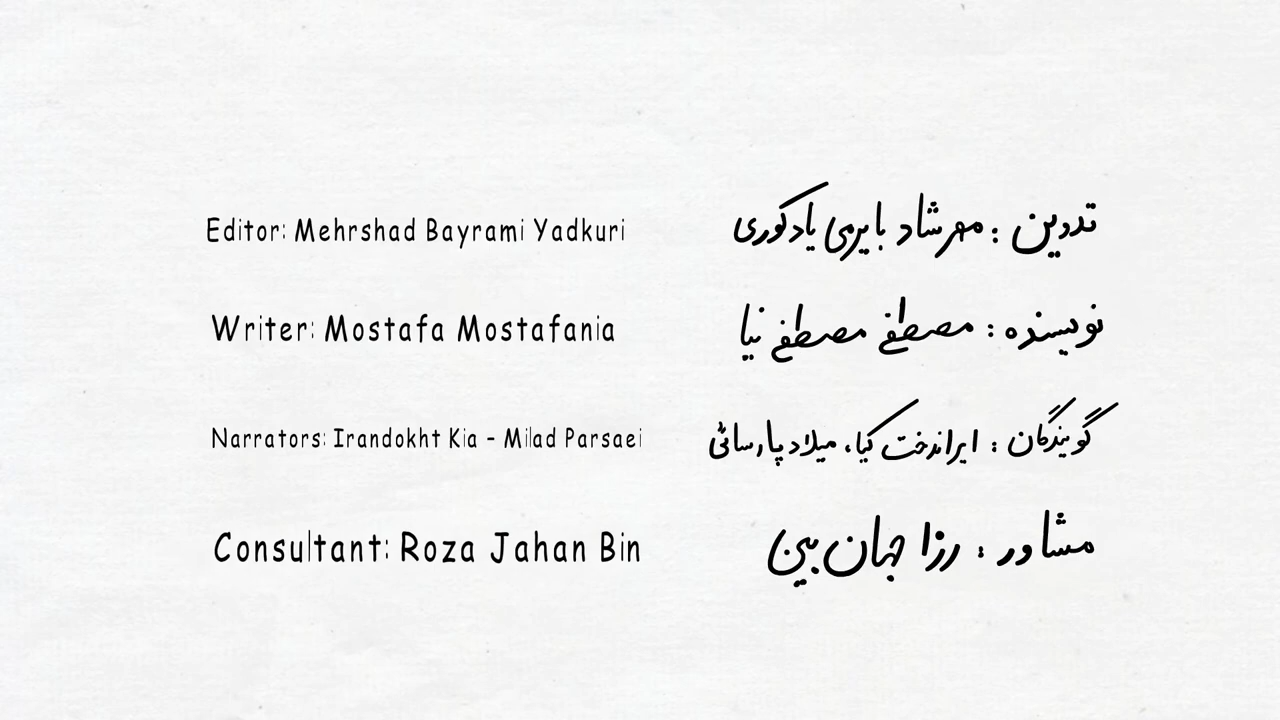 Editor: Mehrshad Bayrami Yadkuri
تدوین : مهرشاد بایرمی یادکوری
Writer: Mostafa Mostafania
نویسنده : مصطفی مصطفی نیا
Narrators: Irandokht Kia - Milad Parsaei
گویندگان : ایراندخت کیا، میلاد پارسائی
Consultant: Roza Jahan Bin
مشاور : رزا جهان بین